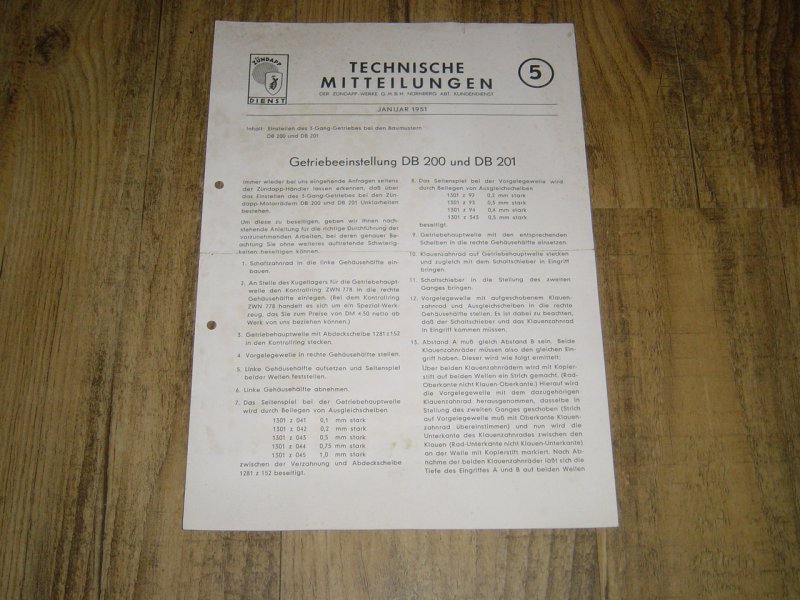 ZÜNDAPP
DIENST
TECHNISCHE
MITTEILUNGEN
DER ZÜNDAPP-WERKE G.M.B.H. NÜRNBERG ABT. KUNDENDIENST
5
JANUAR 1951
Inhalt: Einstellen des 3-Gang-Getriebes bei den Baumustern
DB 200 und DB 201
Getriebeeinstellung DB 200 und DB 201
Immer wieder bei uns eingehende Anfragen seitens
der Zündapp-Händler lassen erkennen, daß über
das Einstellen des 3-Gang-Getriebes bei den Zün-
dapp-Motorrädern DB 200 und DB 201 Unklarheiten
bestehen.
Um diese zu beseitigen, geben wir Ihnen nach-
stehende Anleitung für die richtige Durchführung der
vorzunehmenden Arbeiten, bei deren genauer Be-
achtung Sie ohne weiteres auftretende Schwierig-
keiten beseitigen können.
1. Schaltzahnrad in die linke Gehäusehälfte ein-
bauen.
2. An Stelle des Kugellagers für die Getriebehaupt-
welle den Kontrollring ZWN 778 in die rechte
Gehäusehälfte einlegen. (Bei dem Kontrollring
ZWN 778 handelt es sich um ein Spezial-Werk-
zeug, das Sie zum Preise von DM 4.50 netto ab
Werk von uns beziehen können.)
3. Getriebehauptwelle mit Abdeckscheibe 1281 z 152
in den Kontrollring stecken.
4. Vorgelegewelle in rechte Gehäusehälfte stellen.
5. Linke Gehäusehälfte aufsetzen und Seitenspiel
beider Wellen feststellen.
6. Linke Gehäusehälfte abnehmen.
7. Das Seitenspiel bei der Getriebehauptwelle
wird durch Beilegen von Ausgleichscheiben
1301 z 041 0,1 mm stark
1301 z 042 0,2 mm stark
1301 z 043 0,5 mm stark
1301 z 044 0,75 mm stark
1301 z 045 1,0 mm stark
zwischen der Verzahnung und Abdeckscheibe
1281 z 152 beseitigt.
8. Das Seitenspiel bei der Vorgelegewelle wird
durch Beilegen von Ausgleichscheiben
1301 z 92 0,2 mm stark
1301 z 93 0,3 mm stark
1301 z 94 0,4 mm stark
1301 z 345 0,5 mm stark
beseitigt.
9. Getriebehauptwelle mit den entsprechenden
Scheiben in die rechte Gehäusehälfte einsetzen.
10. Klauenzahnrad auf Getriebehauptwelle stecken
und zugleich mit dem Schaltschieber in Eingriff
bringen.
11. Schaltschieber in die Stellung des zweiten
Ganges bringen.
12. Vorgelegewelle mit aufgeschobenem Klauen-
zahnrad und Ausgleichscheiben in die rechte
Gehäusehälfte setzen. Es ist dabei zu beachten,
daß der Schaltschieber und das Klauenzahnrad
in Eingriff kommen müssen.
13. Abstand A muß gleich Abstand B sein. Beide
Klauenzahnräder müssen also den gleichen Ein-
griff haben. Dieser wird wie folgt ermittelt:
Über beiden Klauenzahnrädern wird mit Kopier-
stift auf beiden Wellen ein Strich gemacht. (Rad-
Oberkante nicht Klauen-Oberkante.) Hierauf wird
die Vorgelegewelle mit dem dazugehörigen
Klauenzahnrad herausgenommen, dasselbe in
Stellung des zweiten Ganges geschoben (Strich
auf Vorgelegewelle muß mit Oberkante Klauen-
zahnrad übereinstimmen) und nun wird die
Unterkante des Klauenzahnrades zwischen den
Klauen (Rad-Unterkante nicht Klauen-Unterkante)
an der Welle mit Kopierstift markiert. Nach Ab-
nahme der beiden Klauenzahnräder läßt sich die
Tiefe des Eingriffes A und B auf beiden Wellen